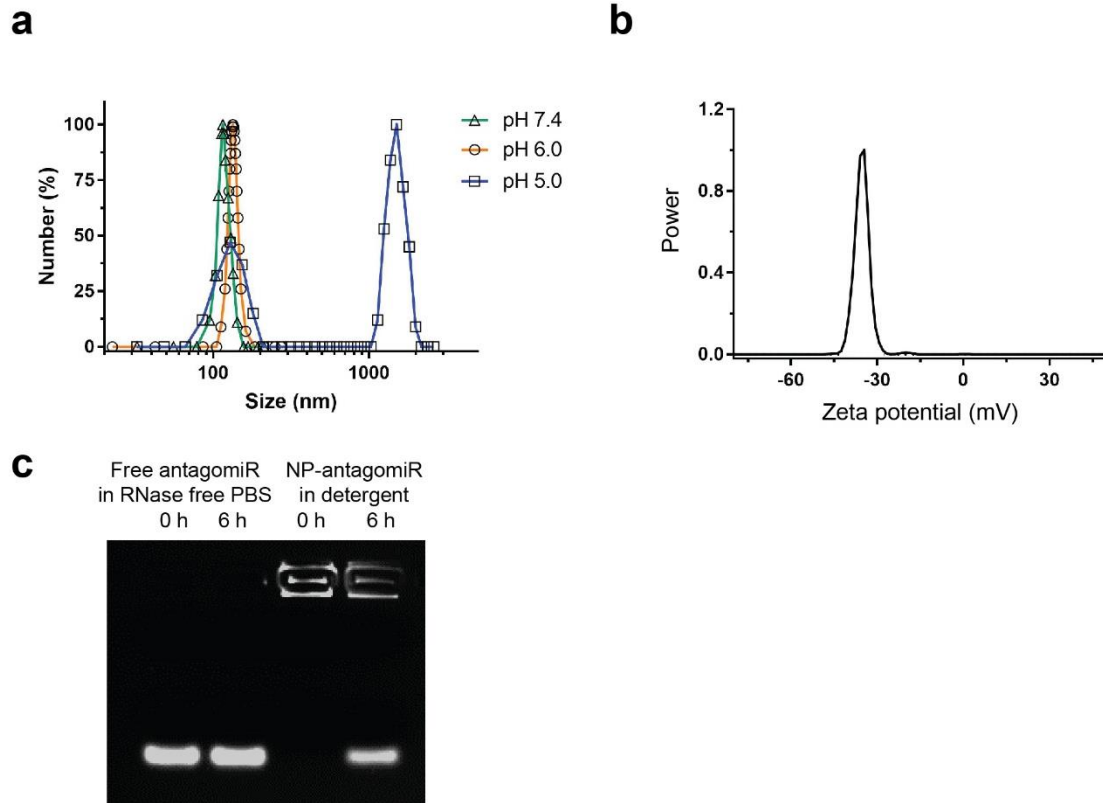 a
100
75
50
25
0
Number (%)
100
1000
Size (nm)
pH 7.4
pH 6.0
pH 5.0
b
1.2
0.8
0.4
0.0
Power
-60
-30
0
30
Zeta potential (mV)
c
Free antagomiR
in RNase free PBS
0 h 6 h
NP-antagomiR
in detergent
0 h 6 h